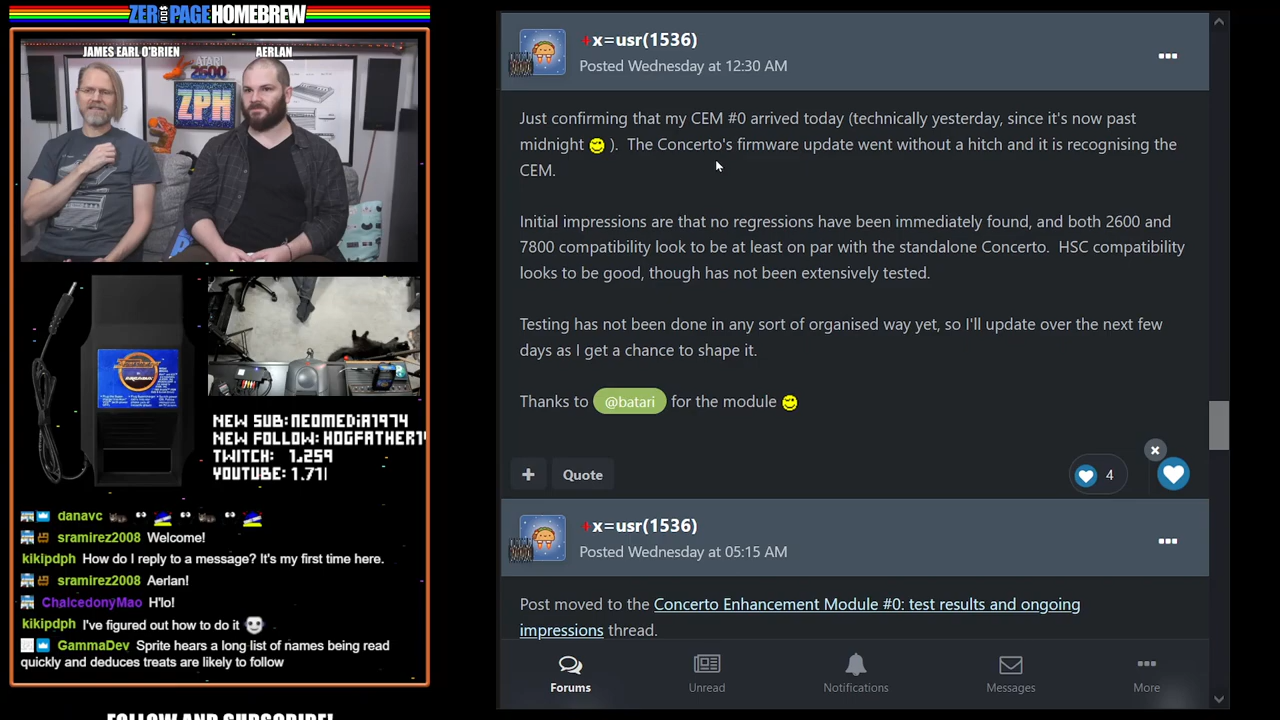 ZERO PAGE HOMEBREW
JAMES EARL O'BRIEN
AERLAN
ATARI
2600
ZPH
NEW SUB:NEOMEDIA1974
NEW FOLLOW:HOGFATHER1
TWITCH : 1,259
YOUTUBE: 1,71
danavc
sramirez2008 Welcome!
kikipdph How do I reply to a message? It's my first time here.
sramirez2008 Aerlan!
ChalcedonyMao H'lo!
kikipdph I've figured out how to do it
GammaDev Sprite hears a long list of names being read
quickly and deduces treats are likely to follow
FOLLOW AND SUBSCRIBE!
+x=usr(1536)
Posted Wednesday at 12:30 AM
Just confirming that my CEM #0 arrived today (technically yesterday, since it's now past
midnight ). The Concerto's firmware update went without a hitch and it is recognising the
CEM.
Initial impressions are that no regressions have been immediately found, and both 2600 and
7800 compatibility look to be at least on par with the standalone Concerto. HSC compatibility
looks to be good, though has not been extensively tested.
Testing has not been done in any sort of organised way yet, so I'll update over the next few
days as I get a chance to shape it.
Thanks to @batari for the module
+ Quote
4
+x=usr(1536)
Posted Wednesday at 05:15 AM
Post moved to the Concerto Enhancement Module #0: test results and ongoing
impressions thread.
Forums Unread Notifications Messages More